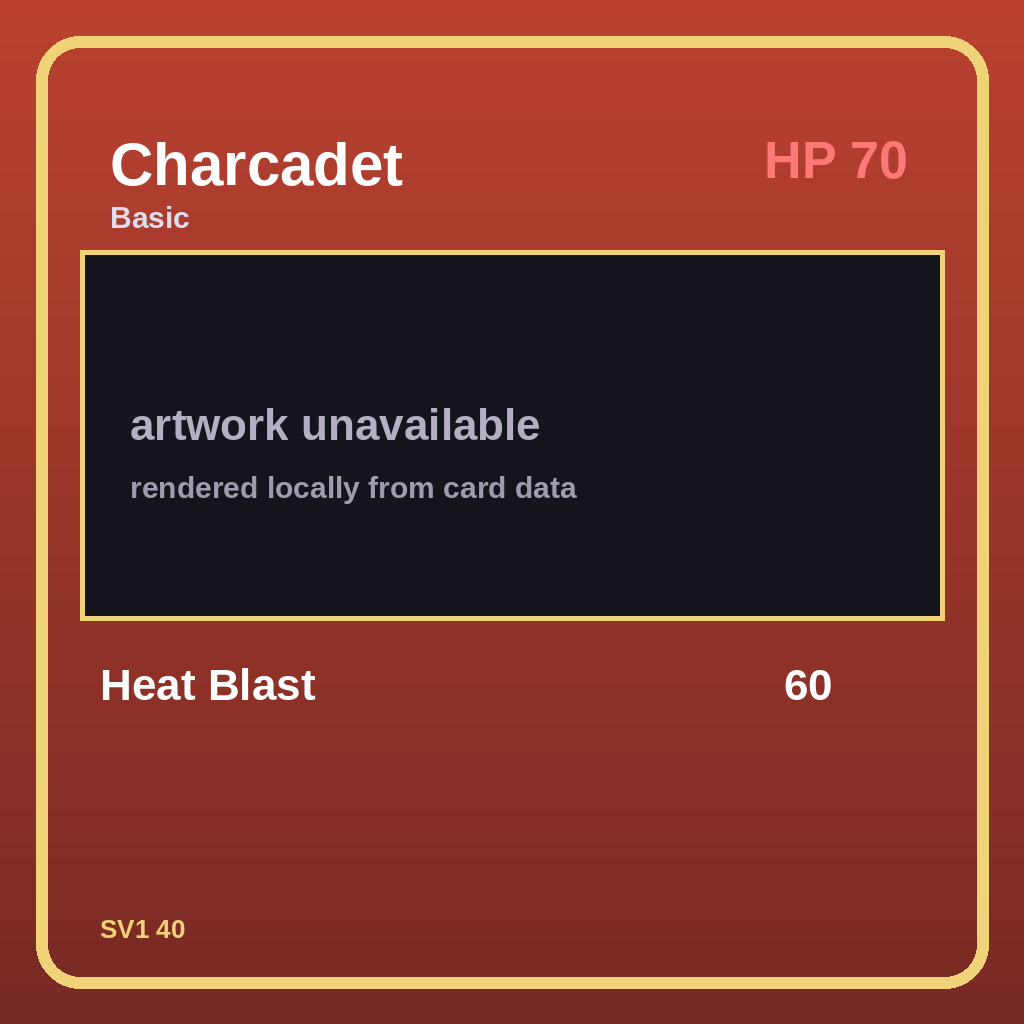 Charcadet
HP 70
Basic
artwork unavailable
rendered locally from card data
Heat Blast
60
SV1 40